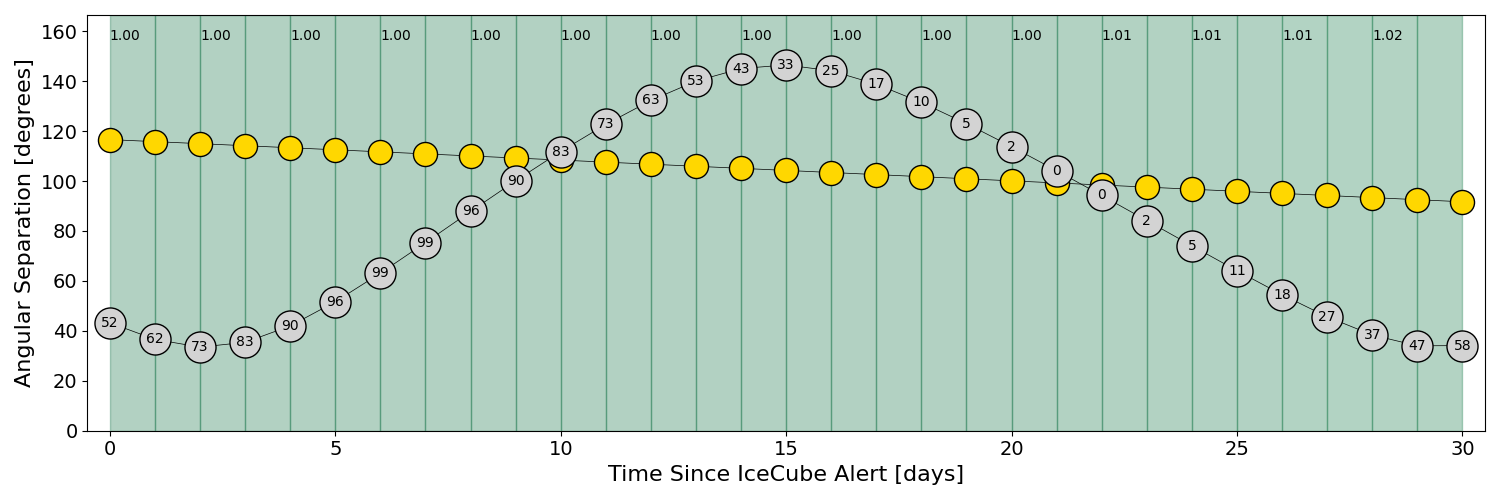 160
140
120
100
80
60
40
20
0
Angular Separation [degrees]
1.00 1.00 1.00 1.00 1.00 1.00 1.00 1.00 1.00 1.00 1.00 1.01 1.01 1.01 1.02
52 62 73 83 90 96 99 99 96 90 83 73 63 53 43 33 25 17 10 5 2 0 0 2 5 11 18 27 37 47 58
0 5 10 15 20 25 30
Time Since IceCube Alert [days]